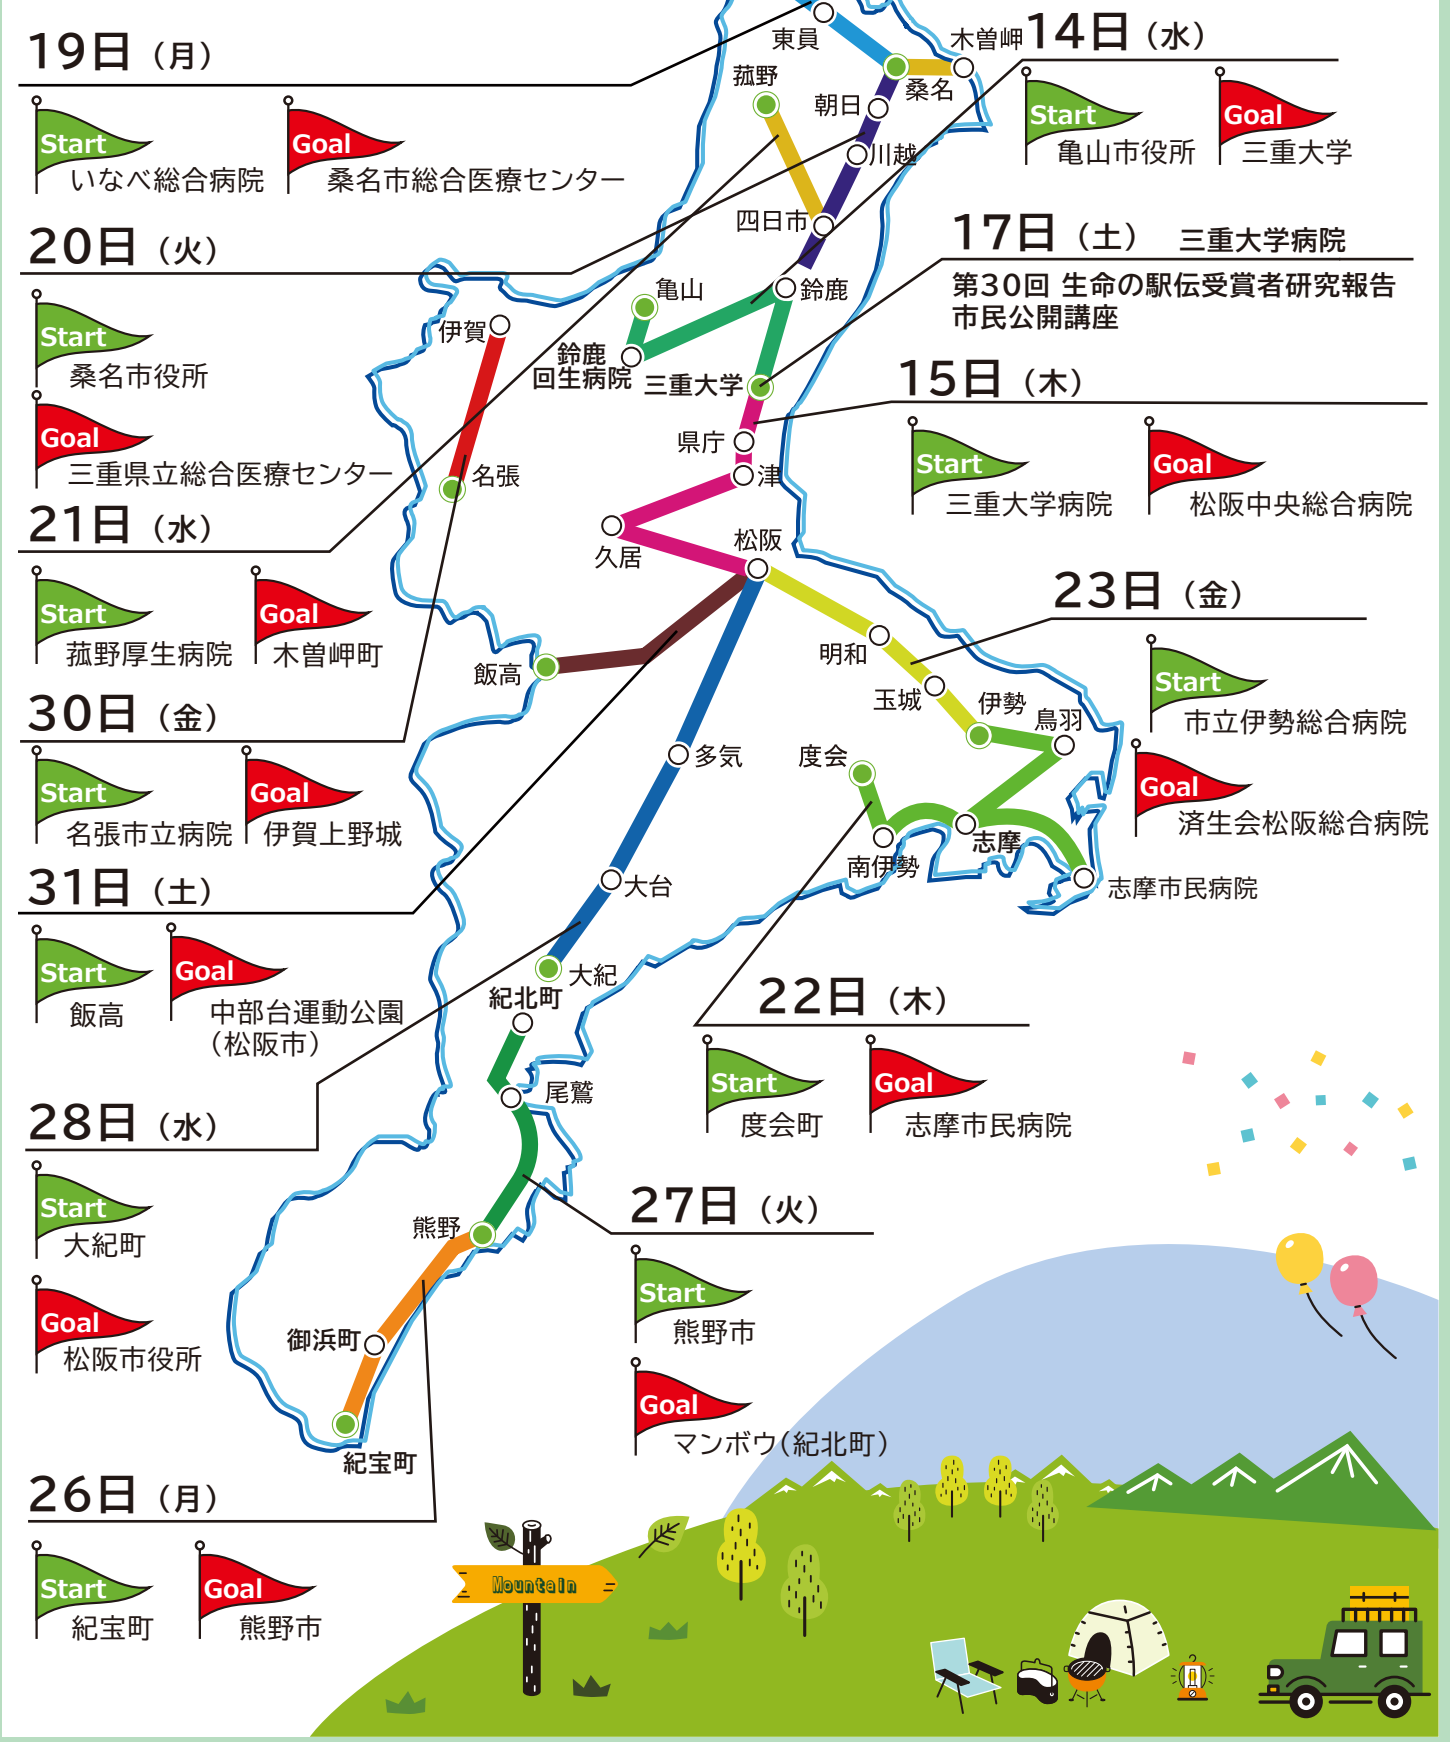 19日（月）
Start
いなべ総合病院
Goal
桑名市総合医療センター
20日（火）
Start
桑名市役所
Goal
三重県立総合医療センター
21日（水）
Start
菰野厚生病院
Goal
木曽岬町
30日（金）
Start
名張市立病院
Goal
伊賀上野城
31日（土）
Start
飯高
Goal
中部台運動公園
（松阪市）
28日（水）
Start
大紀町
Goal
松阪市役所
26日（月）
Start
紀宝町
Goal
熊野市
東員
木曽岬
菰野
桑名
朝日
川越
四日市
亀山
鈴鹿
伊賀
鈴鹿
回生病院
三重大学
県庁
名張
津
久居
松阪
飯高
明和
玉城
伊勢
鳥羽
多気
度会
志摩
南伊勢
大台
志摩市民病院
大紀
紀北町
尾鷲
熊野
御浜町
紀宝町
14日（水）
Start
亀山市役所
Goal
三重大学
17日（土） 三重大学病院
第30回 生命の駅伝受賞者研究報告
市民公開講座
15日（木）
Start
三重大学病院
Goal
松阪中央総合病院
23日（金）
Start
市立伊勢総合病院
Goal
済生会松阪総合病院
22日（木）
Start
度会町
Goal
志摩市民病院
27日（火）
Start
熊野市
Goal
マンボウ（紀北町）
Mountain